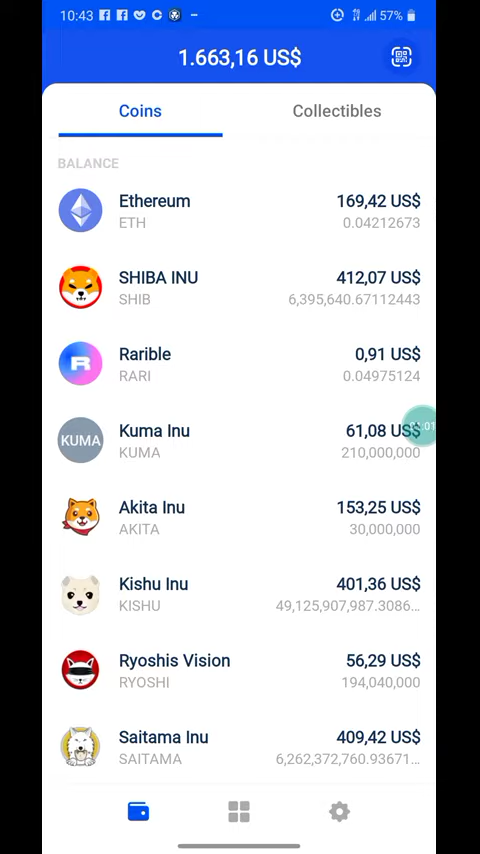 10:43
57%
1.663,16 US$
Coins
Collectibles
BALANCE
Ethereum
169,42 US$
ETH
0.04212673
SHIBA INU
412,07 US$
SHIB
6,395,640.67112443
Rarible
0,91 US$
RARI
0.04975124
KUMA
Kuma Inu
61,08 US$
KUMA
210,000,000
Akita Inu
153,25 US$
AKITA
30,000,000
Kishu Inu
401,36 US$
KISHU
49,125,907,987.3086...
Ryoshis Vision
56,29 US$
RYOSHI
194,040,000
Saitama Inu
409,42 US$
SAITAMA
6,262,372,760.93671...